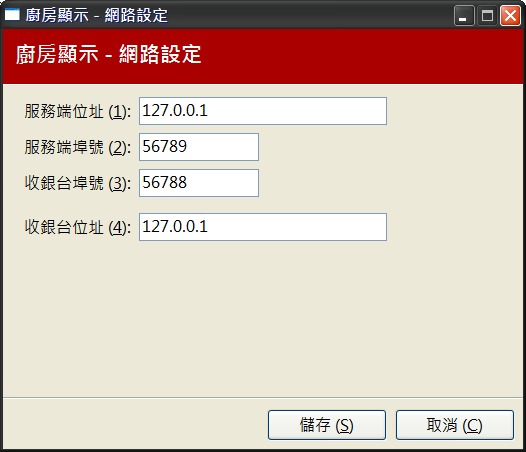 廚房顯示 - 網路設定
廚房顯示 - 網路設定
服務端位址 (1): 127.0.0.1
服務端埠號 (2): 56789
收銀台埠號 (3): 56788
收銀台位址 (4): 127.0.0.1
儲存 (S) 取消 (C)